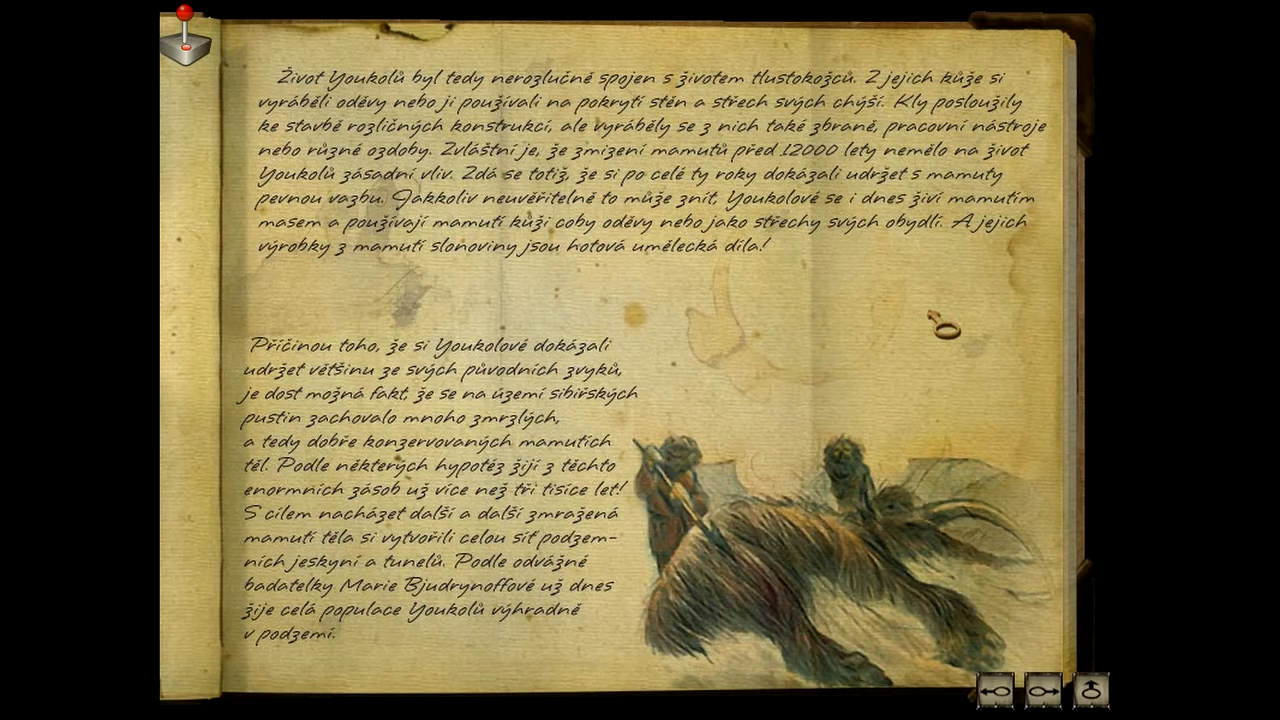 Život Youkolů byl tedy nerozlučně spojen s životem tlustokožců. Z jejich kůže si
vyráběli oděvy nebo ji používali na pokrytí stěn a střech svých chýší. Kly posloužily
ke stavbě rozličných konstrukcí, ale vyráběly se z nich také zbraně, pracovní nástroje
nebo různé ozdoby. Zvláštní je, že zmizení mamutů před 12000 lety nemělo na život
Youkolů zásadní vliv. Zdá se totiž, že si po celé ty roky dokázali udržet s mamuty
pevnou vazbu. Jakkoliv neuvěřitelně to může znít, Youkolové se i dnes živí mamutím
masem a používají mamutí kůži coby oděvy nebo jako střechy svých obydlí. A jejich
výrobky z mamutí slonoviny jsou hotová umělecká díla!
Příčinou toho, že si Youkolové dokázali
udržet většinu ze svých původních zvyků,
je dost možná fakt, že se na území sibiřských
pustin zachovalo mnoho zmrzlých,
a tedy dobře konzervovaných mamutích
těl. Podle některých hypotéz žijí z těchto
enormních zásob už více než tři tisíce let!
S cílem nacházet další a další zmražená
mamutí těla si vytvořili celou síť podzem-
ních jeskyní a tunelů. Podle odvážné
badatelky Marie Bjudrynoffové už dnes
žije celá populace Youkolů výhradně
v podzemí.